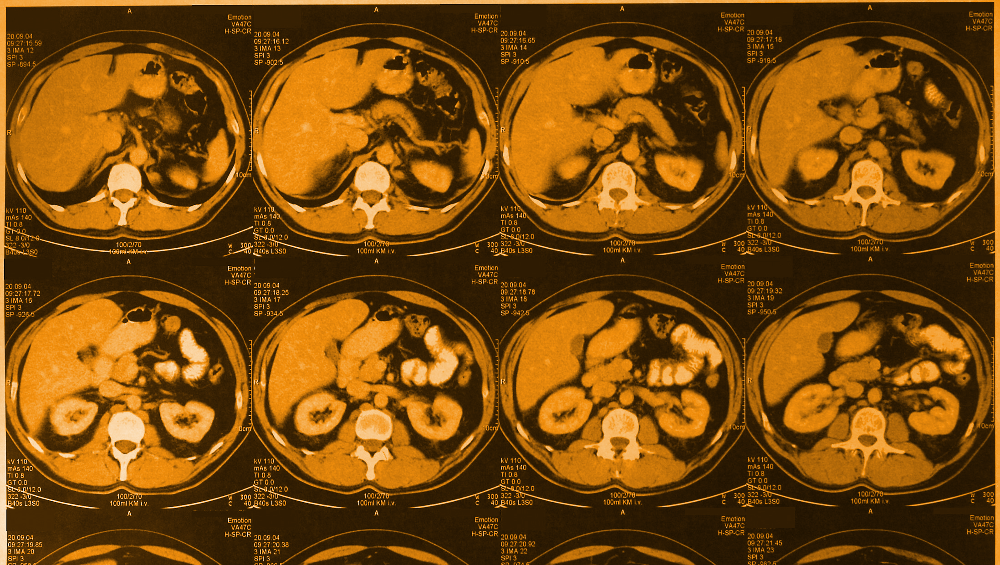 A
Emotion
VA47C
H-SP-CR
20.09.04
09:27:15.59
3 IMA 12
SPI 3
SP -894.5
R
10cm
kV 110
mAs 140
TI 0.8
GT 0.0
SL 8.0/12.0
322 -3/0
B40s L3S0
100/2/70
100ml KM i.v.
W 300
C 40
A
Emotion
VA47C
H-SP-CR
20.09.04
09:27:16.12
3 IMA 13
SPI 3
SP -902.5
R
10cm
kV 110
mAs 140
TI 0.8
GT 0.0
SL 8.0/12.0
322 -3/0
B40s L3S0
100/2/70
100ml KM i.v.
W 300
C 40
A
Emotion
VA47C
H-SP-CR
20.09.04
09:27:16.65
3 IMA 14
SPI 3
SP -910.5
R
10cm
kV 110
mAs 140
TI 0.8
GT 0.0
SL 8.0/12.0
322 -3/0
B40s L3S0
100/2/70
100ml KM i.v.
W 300
C 40
A
Emotion
VA47C
H-SP-CR
20.09.04
09:27:17.18
3 IMA 15
SPI 3
SP -918.5
R
10cm
kV 110
mAs 140
TI 0.8
GT 0.0
SL 8.0/12.0
322 -3/0
B40s L3S0
100/2/70
100ml KM i.v.
W 300
C 40
A
Emotion
VA47C
H-SP-CR
20.09.04
09:27:17.72
3 IMA 16
SPI 3
SP -926.5
R
10cm
kV 110
mAs 140
TI 0.8
GT 0.0
SL 8.0/12.0
322 -3/0
B40s L3S0
100/2/70
100ml KM i.v.
W 300
C 40
A
Emotion
VA47C
H-SP-CR
20.09.04
09:27:18.25
3 IMA 17
SPI 3
SP -934.5
R
10cm
kV 110
mAs 140
TI 0.8
GT 0.0
SL 8.0/12.0
322 -3/0
B40s L3S0
100/2/70
100ml KM i.v.
W 300
C 40
A
Emotion
VA47C
H-SP-CR
20.09.04
09:27:18.78
3 IMA 18
SPI 3
SP -942.5
R
10cm
kV 110
mAs 140
TI 0.8
GT 0.0
SL 8.0/12.0
322 -3/0
B40s L3S0
100/2/70
100ml KM i.v.
W 300
C 40
A
Emotion
VA47C
H-SP-CR
20.09.04
09:27:19.32
3 IMA 19
SPI 3
SP -950.5
R
10cm
kV 110
mAs 140
TI 0.8
GT 0.0
SL 8.0/12.0
322 -3/0
B40s L3S0
100/2/70
100ml KM i.v.
W 300
C 40
A
Emotion
VA47C
H-SP-CR
20.09.04
09:27:19.85
3 IMA 20
SPI 3
SP -958.5
A
Emotion
VA47C
H-SP-CR
20.09.04
09:27:20.38
3 IMA 21
SPI 3
SP -966.5
A
Emotion
VA47C
H-SP-CR
20.09.04
09:27:20.92
3 IMA 22
SPI 3
SP -974.5
A
Emotion
VA47C
H-SP-CR
20.09.04
09:27:21.45
3 IMA 23
SPI 3
SP -982.5